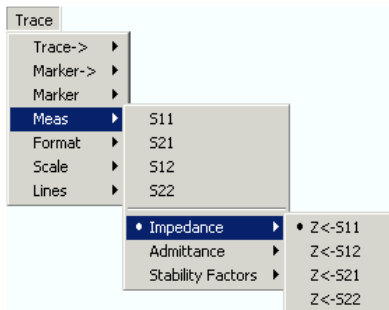 Trace
Trace->
Marker->
Marker
Meas
Format
Scale
Lines
S11
S21
S12
S22
Impedance
Admittance
Stability Factors
Z<-S11
Z<-S12
Z<-S21
Z<-S22